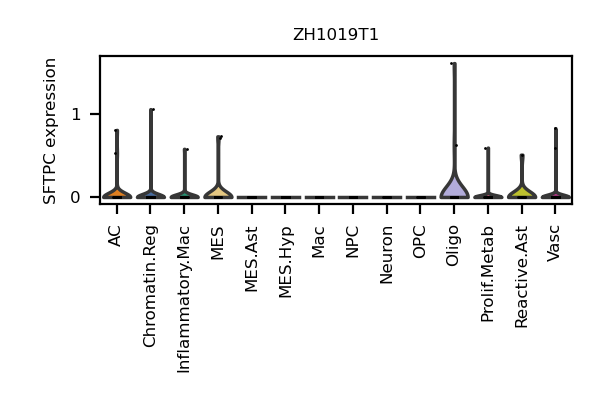 ZH1019T1
SFTPC expression
1
0
AC
Chromatin.Reg
Inflammatory.Mac
MES
MES.Ast
MES.Hyp
Mac
NPC
Neuron
OPC
Oligo
Prolif.Metab
Reactive.Ast
Vasc